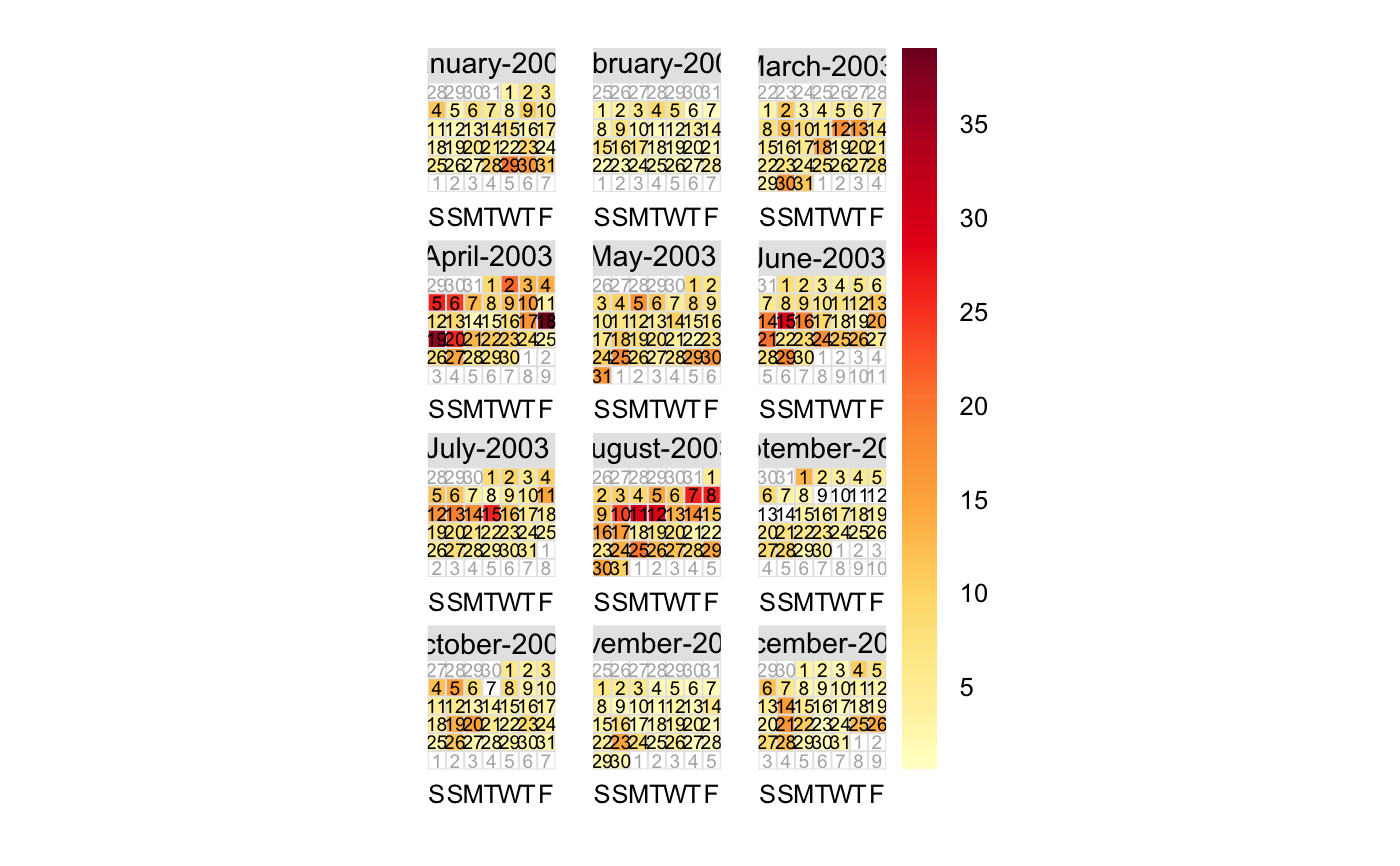 nuary-200 bruary-200 March-2003
28 29 30 31 1 2 3 25 26 27 28 29 30 31 22 23 24 25 26 27 28
4 5 6 7 8 9 10 1 2 3 4 5 6 7 1 2 3 4 5 6 7
11 12 13 14 15 16 17 8 9 10 11 12 13 14 8 9 10 11 12 13 14
18 19 20 21 22 23 24 15 16 17 18 19 20 21 15 16 17 18 19 20 21
25 26 27 28 29 30 31 22 23 24 25 26 27 28 22 23 24 25 26 27 28
1 2 3 4 5 6 7 1 2 3 4 5 6 7 29 30 31 1 2 3 4
S S M T W T F S S M T W T F S S M T W T F
April-2003 May-2003 June-2003
29 30 31 1 2 3 4 26 27 28 29 30 1 2 31 1 2 3 4 5 6
5 6 7 8 9 10 11 3 4 5 6 7 8 9 7 8 9 10 11 12 13
12 13 14 15 16 17 18 10 11 12 13 14 15 16 14 15 16 17 18 19 20
19 20 21 22 23 24 25 17 18 19 20 21 22 23 21 22 23 24 25 26 27
26 27 28 29 30 1 2 24 25 26 27 28 29 30 28 29 30 1 2 3 4
3 4 5 6 7 8 9 31 1 2 3 4 5 6 5 6 7 8 9 10 11
S S M T W T F S S M T W T F S S M T W T F
July-2003 ugust-2003 ptember-20
28 29 30 1 2 3 4 26 27 28 29 30 31 1 30 31 1 2 3 4 5
5 6 7 8 9 10 11 2 3 4 5 6 7 8 6 7 8 9 10 11 12
12 13 14 15 16 17 18 9 10 11 12 13 14 15 13 14 15 16 17 18 19
19 20 21 22 23 24 25 16 17 18 19 20 21 22 20 21 22 23 24 25 26
26 27 28 29 30 31 1 23 24 25 26 27 28 29 27 28 29 30 1 2 3
2 3 4 5 6 7 8 30 31 1 2 3 4 5 4 5 6 7 8 9 10
S S M T W T F S S M T W T F S S M T W T F
ctober-200 vember-20 cember-20
27 28 29 30 1 2 3 25 26 27 28 29 30 31 29 30 1 2 3 4 5
4 5 6 7 8 9 10 1 2 3 4 5 6 7 6 7 8 9 10 11 12
11 12 13 14 15 16 17 8 9 10 11 12 13 14 13 14 15 16 17 18 19
18 19 20 21 22 23 24 15 16 17 18 19 20 21 20 21 22 23 24 25 26
25 26 27 28 29 30 31 22 23 24 25 26 27 28 27 28 29 30 31 1 2
1 2 3 4 5 6 7 29 30 1 2 3 4 5 3 4 5 6 7 8 9
S S M T W T F S S M T W T F S S M T W T F
35
30
25
20
15
10
5